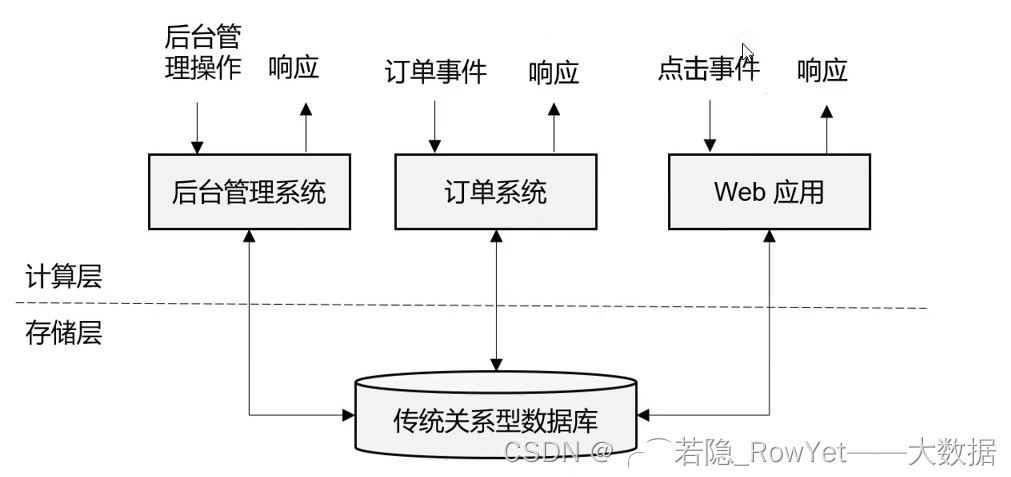 后台管
理操作
响应
订单事件
响应
点击事件
响应
后台管理系统
订单系统
Web 应用
计算层
存储层
传统关系型数据库
CSDN @╭⌒若隐_RowYet——大数据